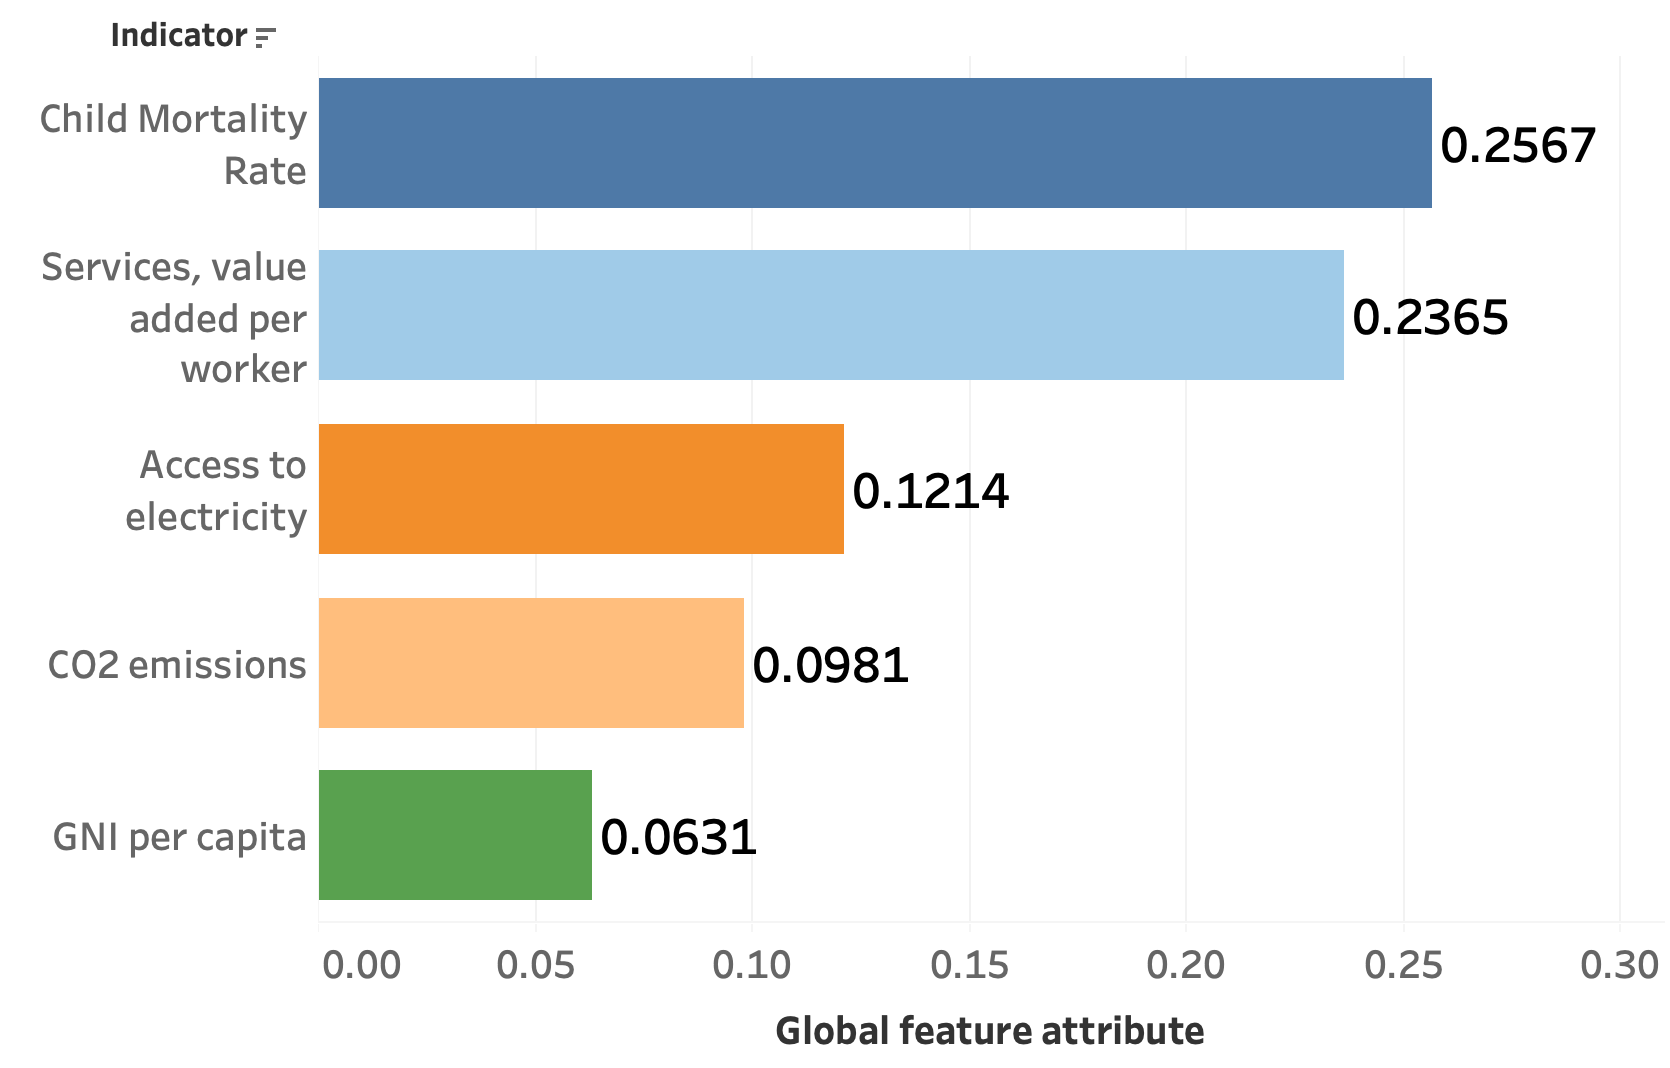 Indicator
Child Mortality
Rate
0.2567
Services, value
added per
worker
0.2365
Access to
electricity
0.1214
CO2 emissions
0.0981
GNI per capita
0.0631
0.00 0.05 0.10 0.15 0.20 0.25 0.30
Global feature attribute